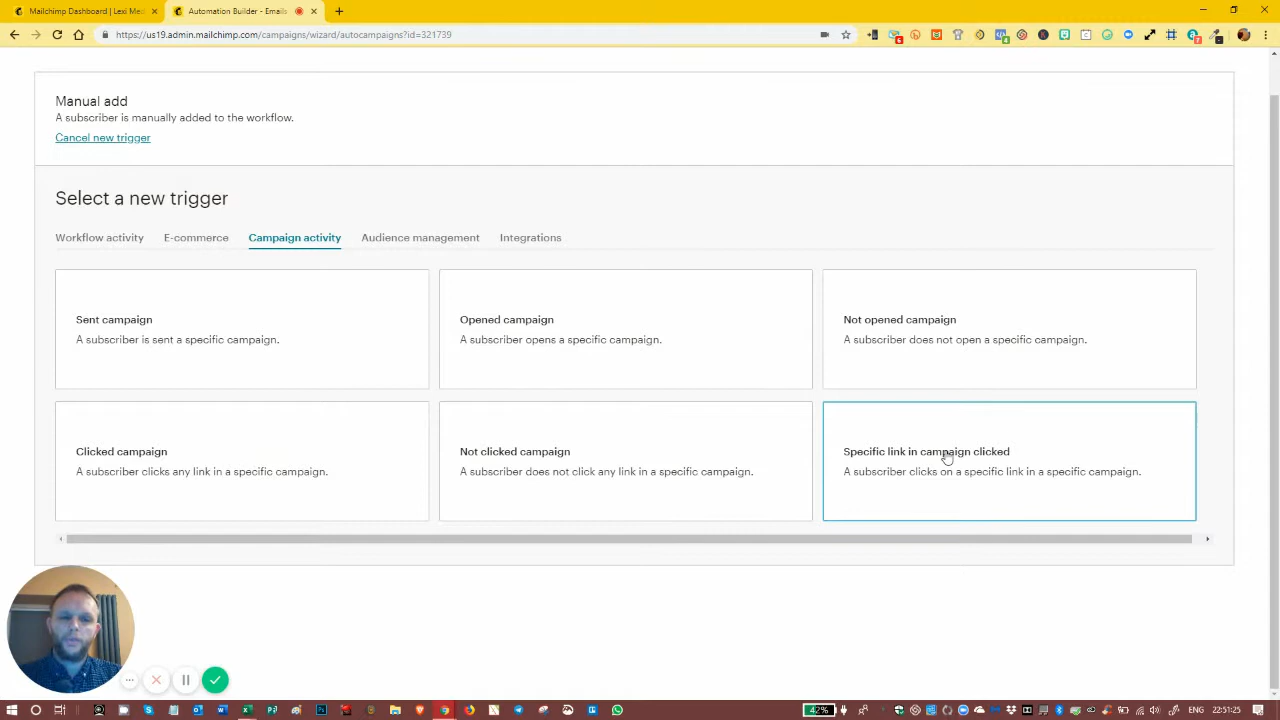 Mailchimp Dashboard | Lexi Med
Automation Builder - Emails
https://us19.admin.mailchimp.com/campaigns/wizard/autocampaigns?id=321739
Manual add
A subscriber is manually added to the workflow.
Cancel new trigger
Select a new trigger
Workflow activity
E-commerce
Campaign activity
Audience management
Integrations
Sent campaign
A subscriber is sent a specific campaign.
Opened campaign
A subscriber opens a specific campaign.
Not opened campaign
A subscriber does not open a specific campaign.
Clicked campaign
A subscriber clicks any link in a specific campaign.
Not clicked campaign
A subscriber does not click any link in a specific campaign.
Specific link in campaign clicked
A subscriber clicks on a specific link in a specific campaign.
42%
ENG
21:51:25